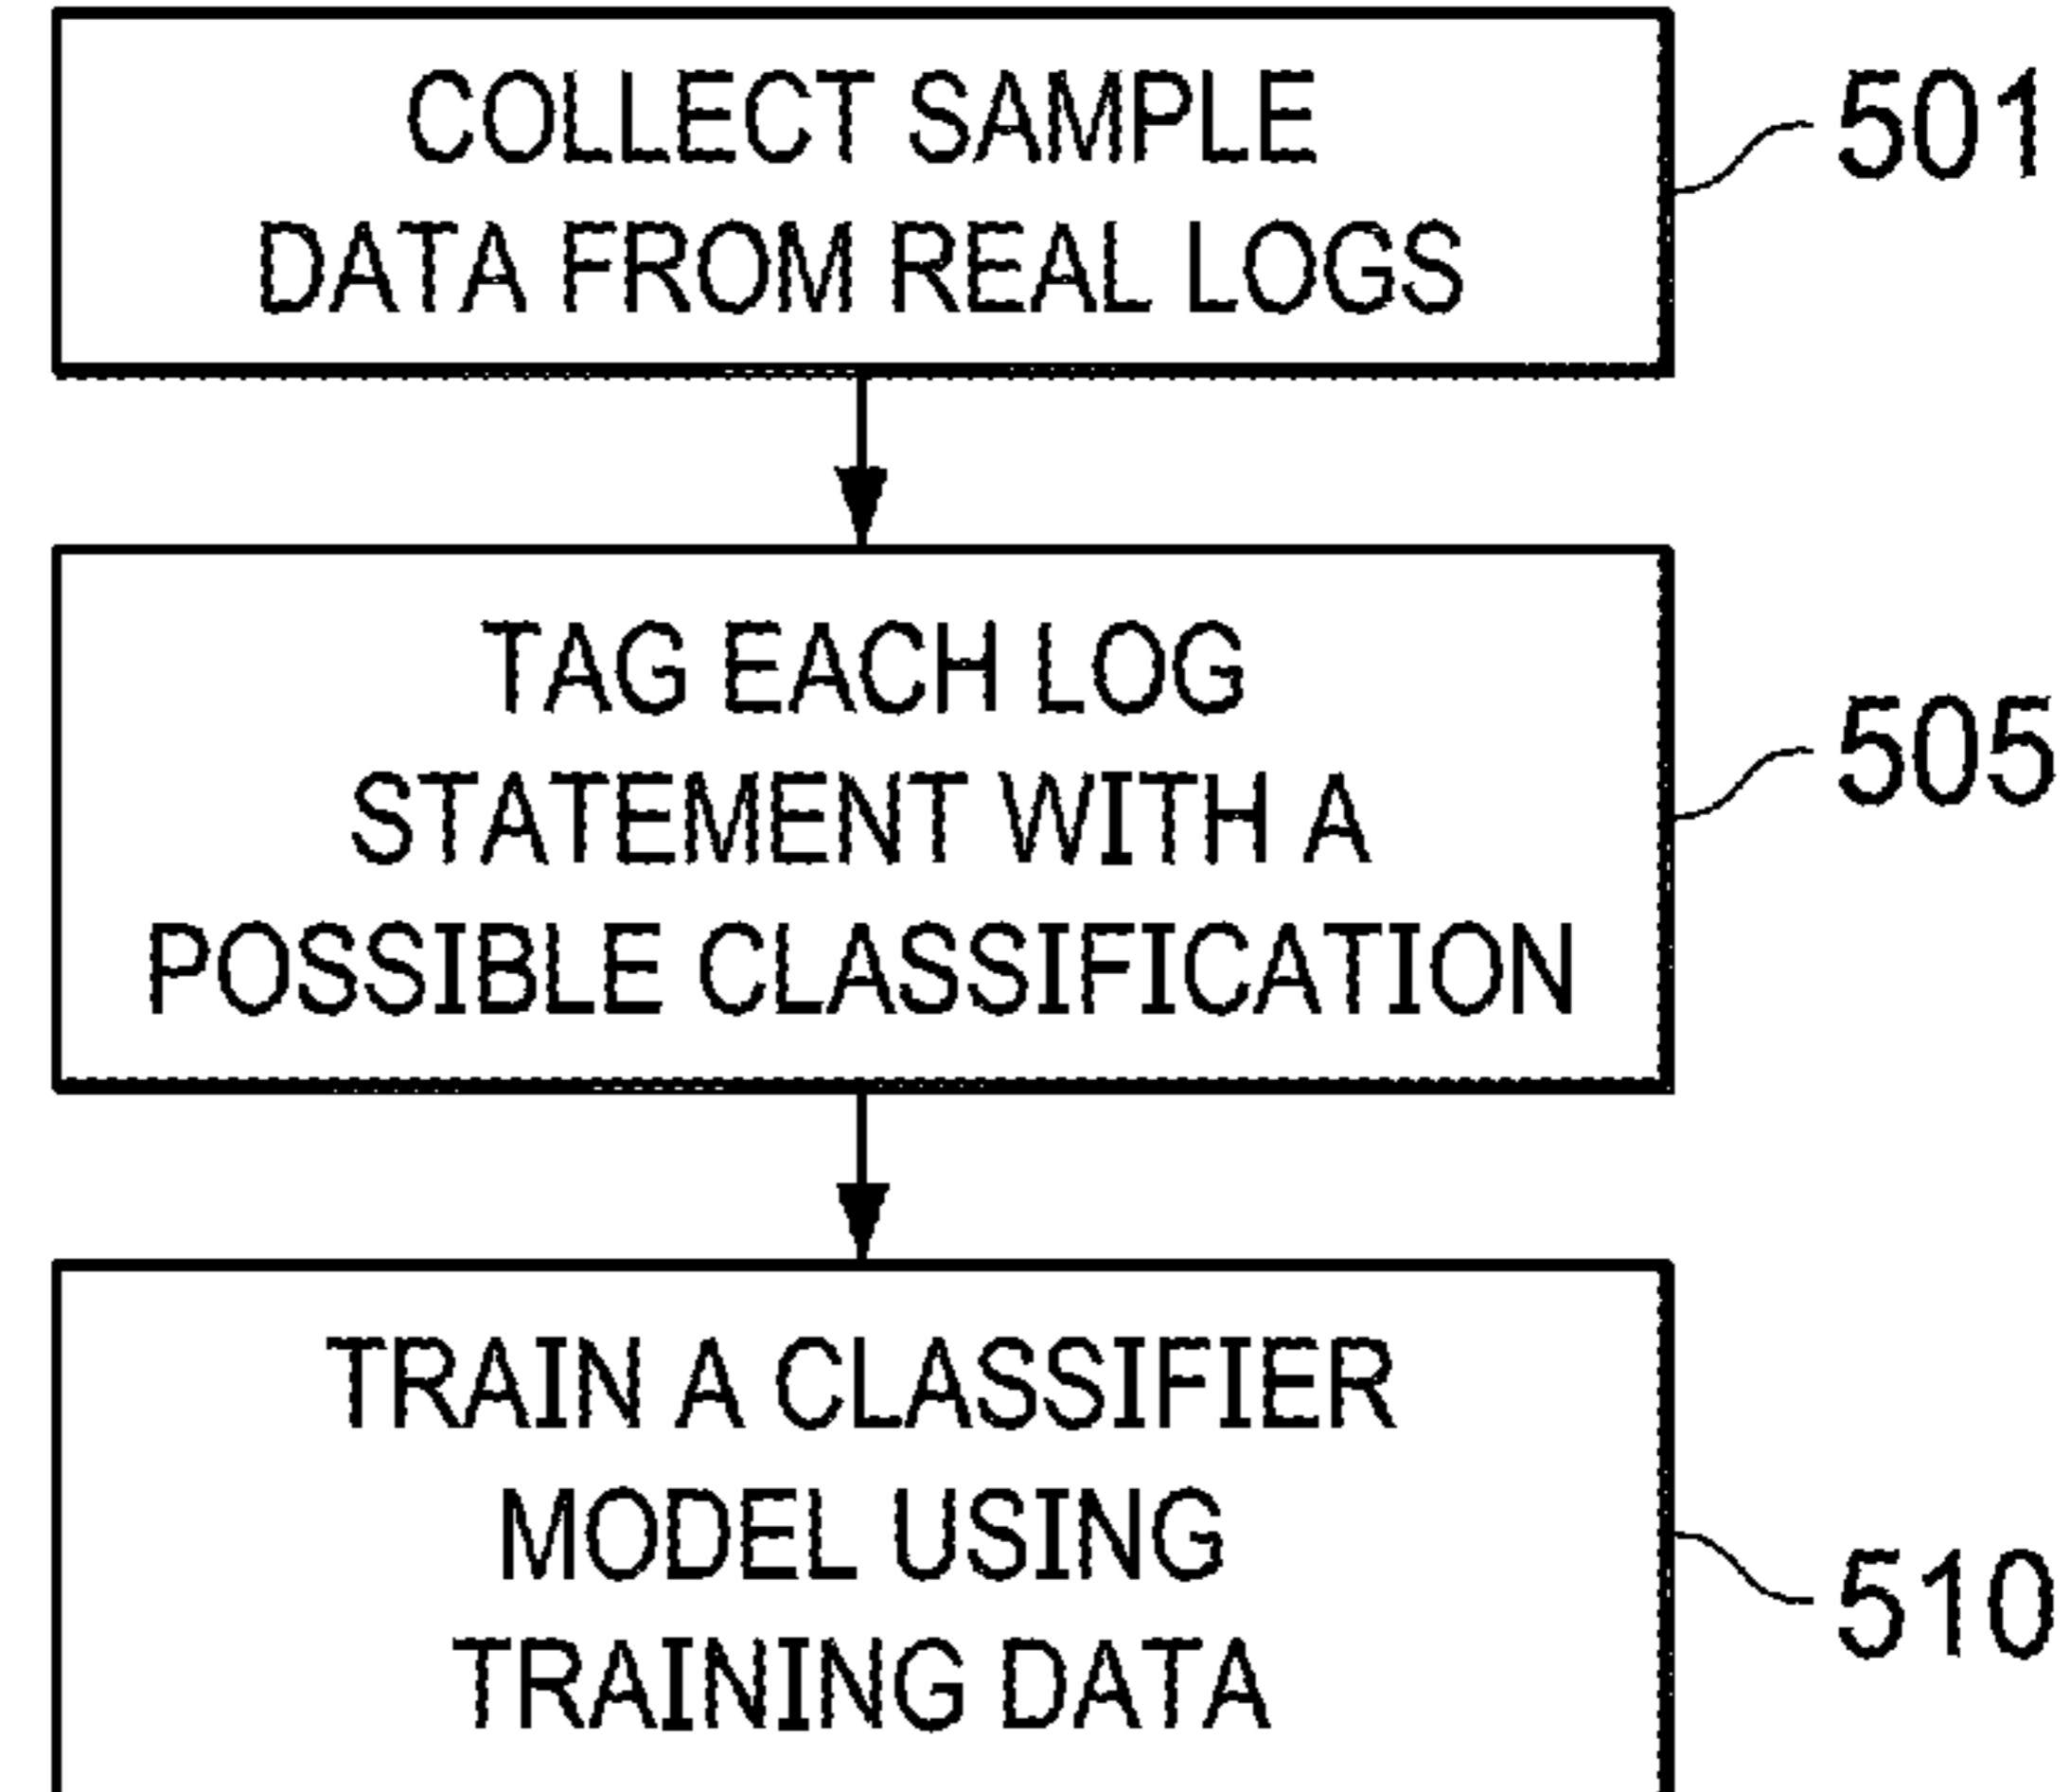 COLLECT SAMPLE
DATA FROM REAL LOGS
501
TAG EACH LOG
STATEMENT WITH A
POSSIBLE CLASSIFICATION
505
TRAIN A CLASSIFIER
MODEL USING
TRAINING DATA
510